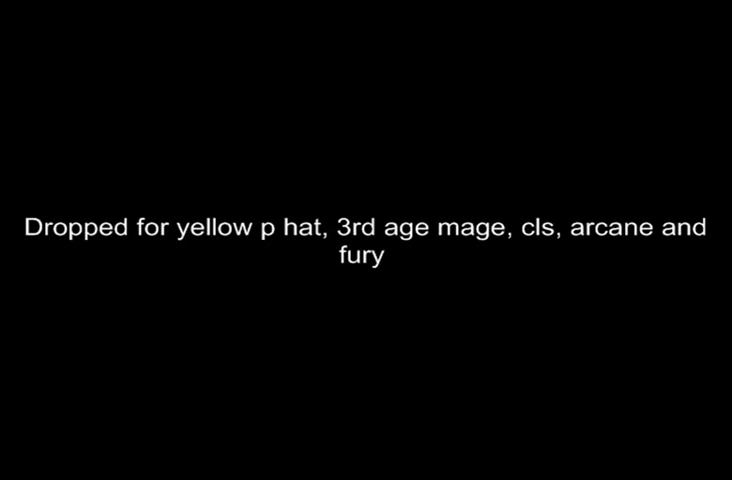 Dropped for yellow p hat, 3rd age mage, cls, arcane and
fury